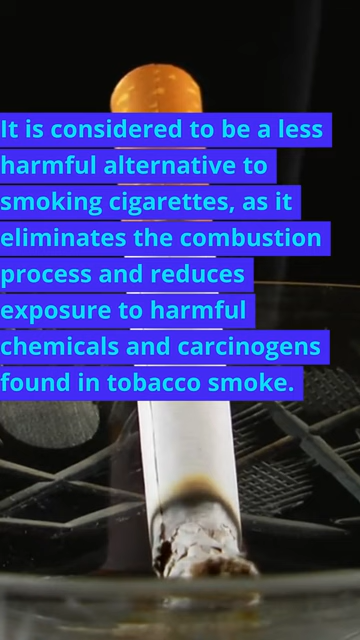 It is considered to be a less
harmful alternative to
smoking cigarettes, as it
eliminates the combustion
process and reduces
exposure to harmful
chemicals and carcinogens
found in tobacco smoke.